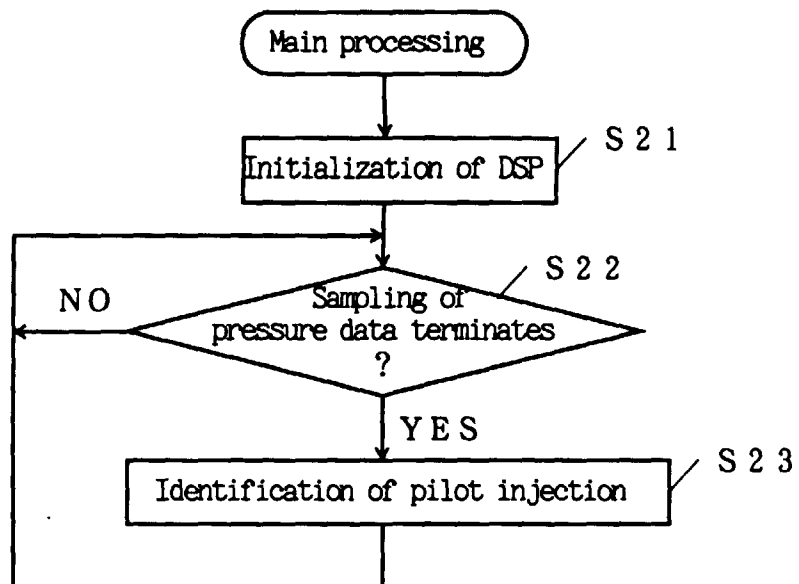 Main processing
S21
Initialization of DSP
S22
NO
Sampling of
pressure data terminates
?
YES
S23
Identification of pilot injection